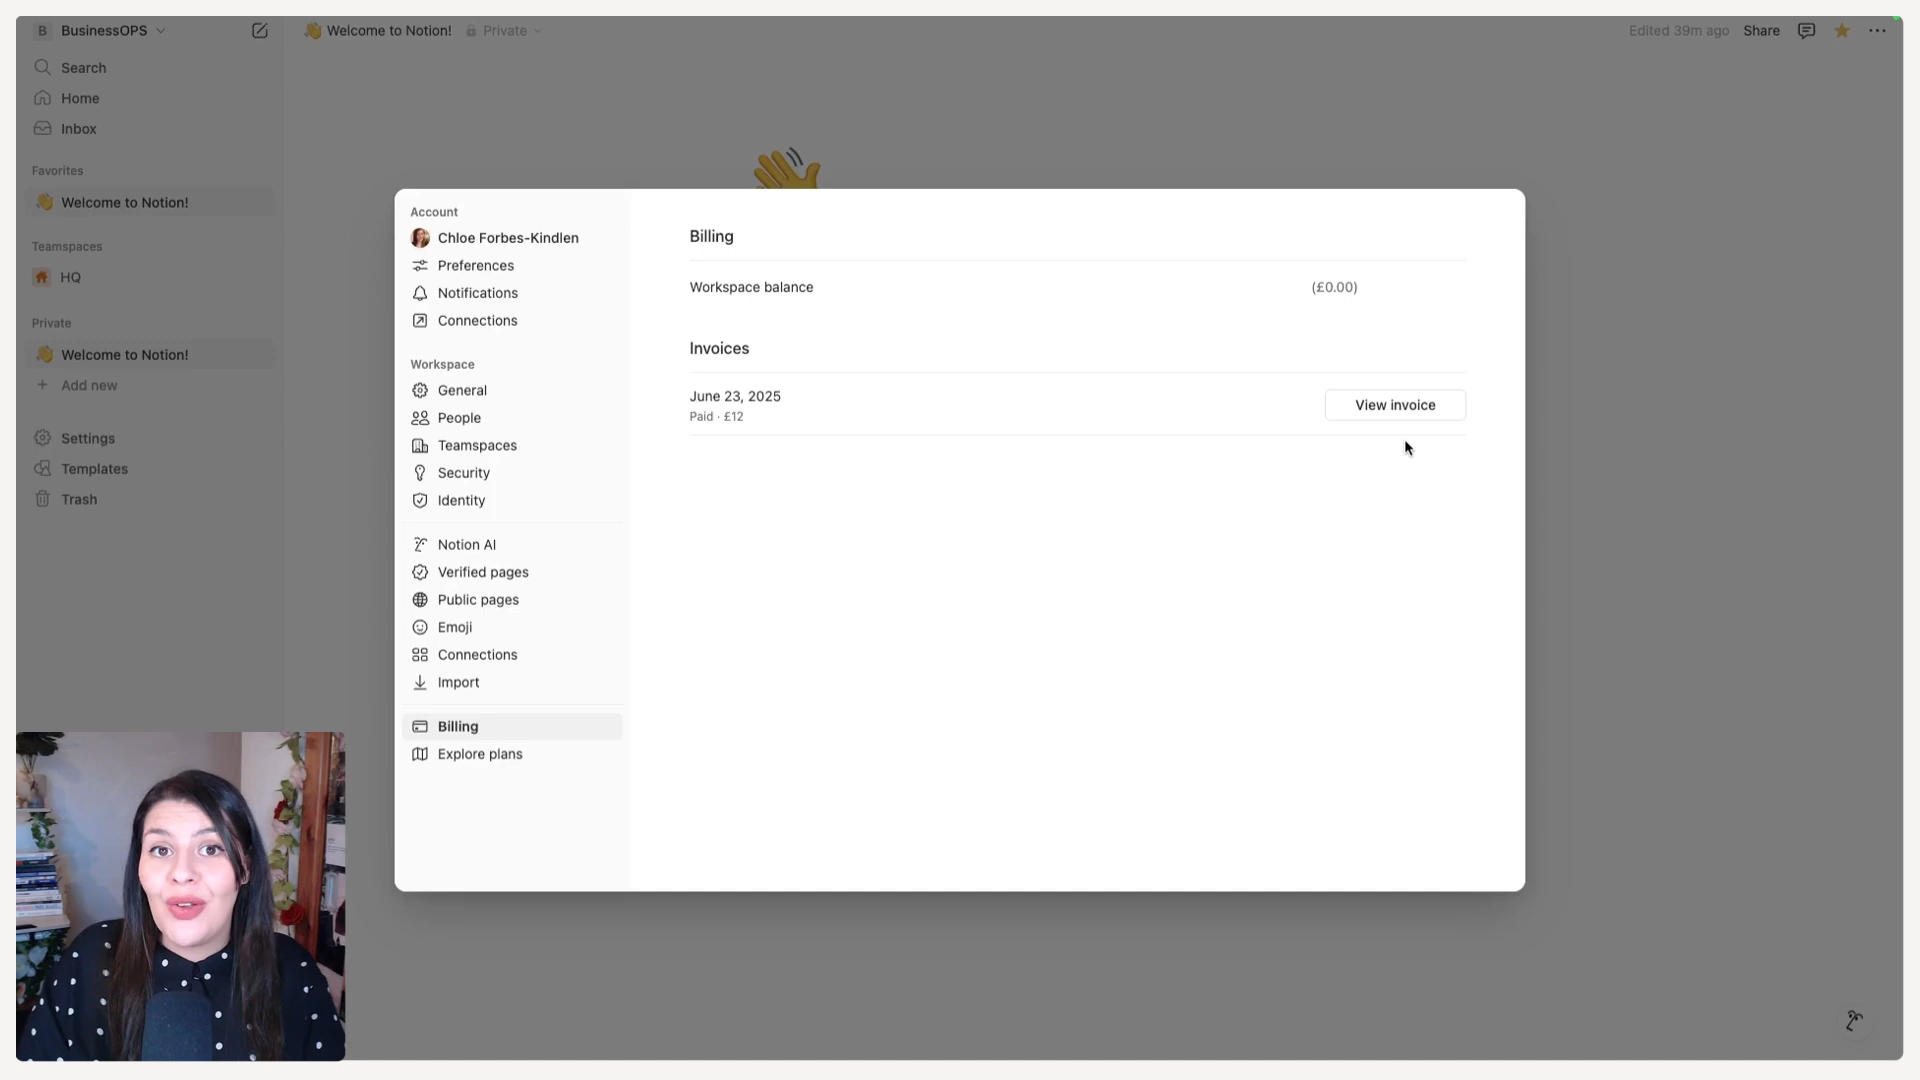 B BusinessOPS
Search
Home
Inbox
Favorites
Welcome to Notion!
Teamspaces
HQ
Private
Welcome to Notion!
Add new
Settings
Templates
Trash
Welcome to Notion! Private
Edited 39m ago Share
Account
Chloe Forbes-Kindlen
Preferences
Notifications
Connections
Workspace
General
People
Teamspaces
Security
Identity
Notion AI
Verified pages
Public pages
Emoji
Connections
Import
Billing
Explore plans
Billing
Workspace balance (£0.00)
Invoices
June 23, 2025
Paid · £12
View invoice